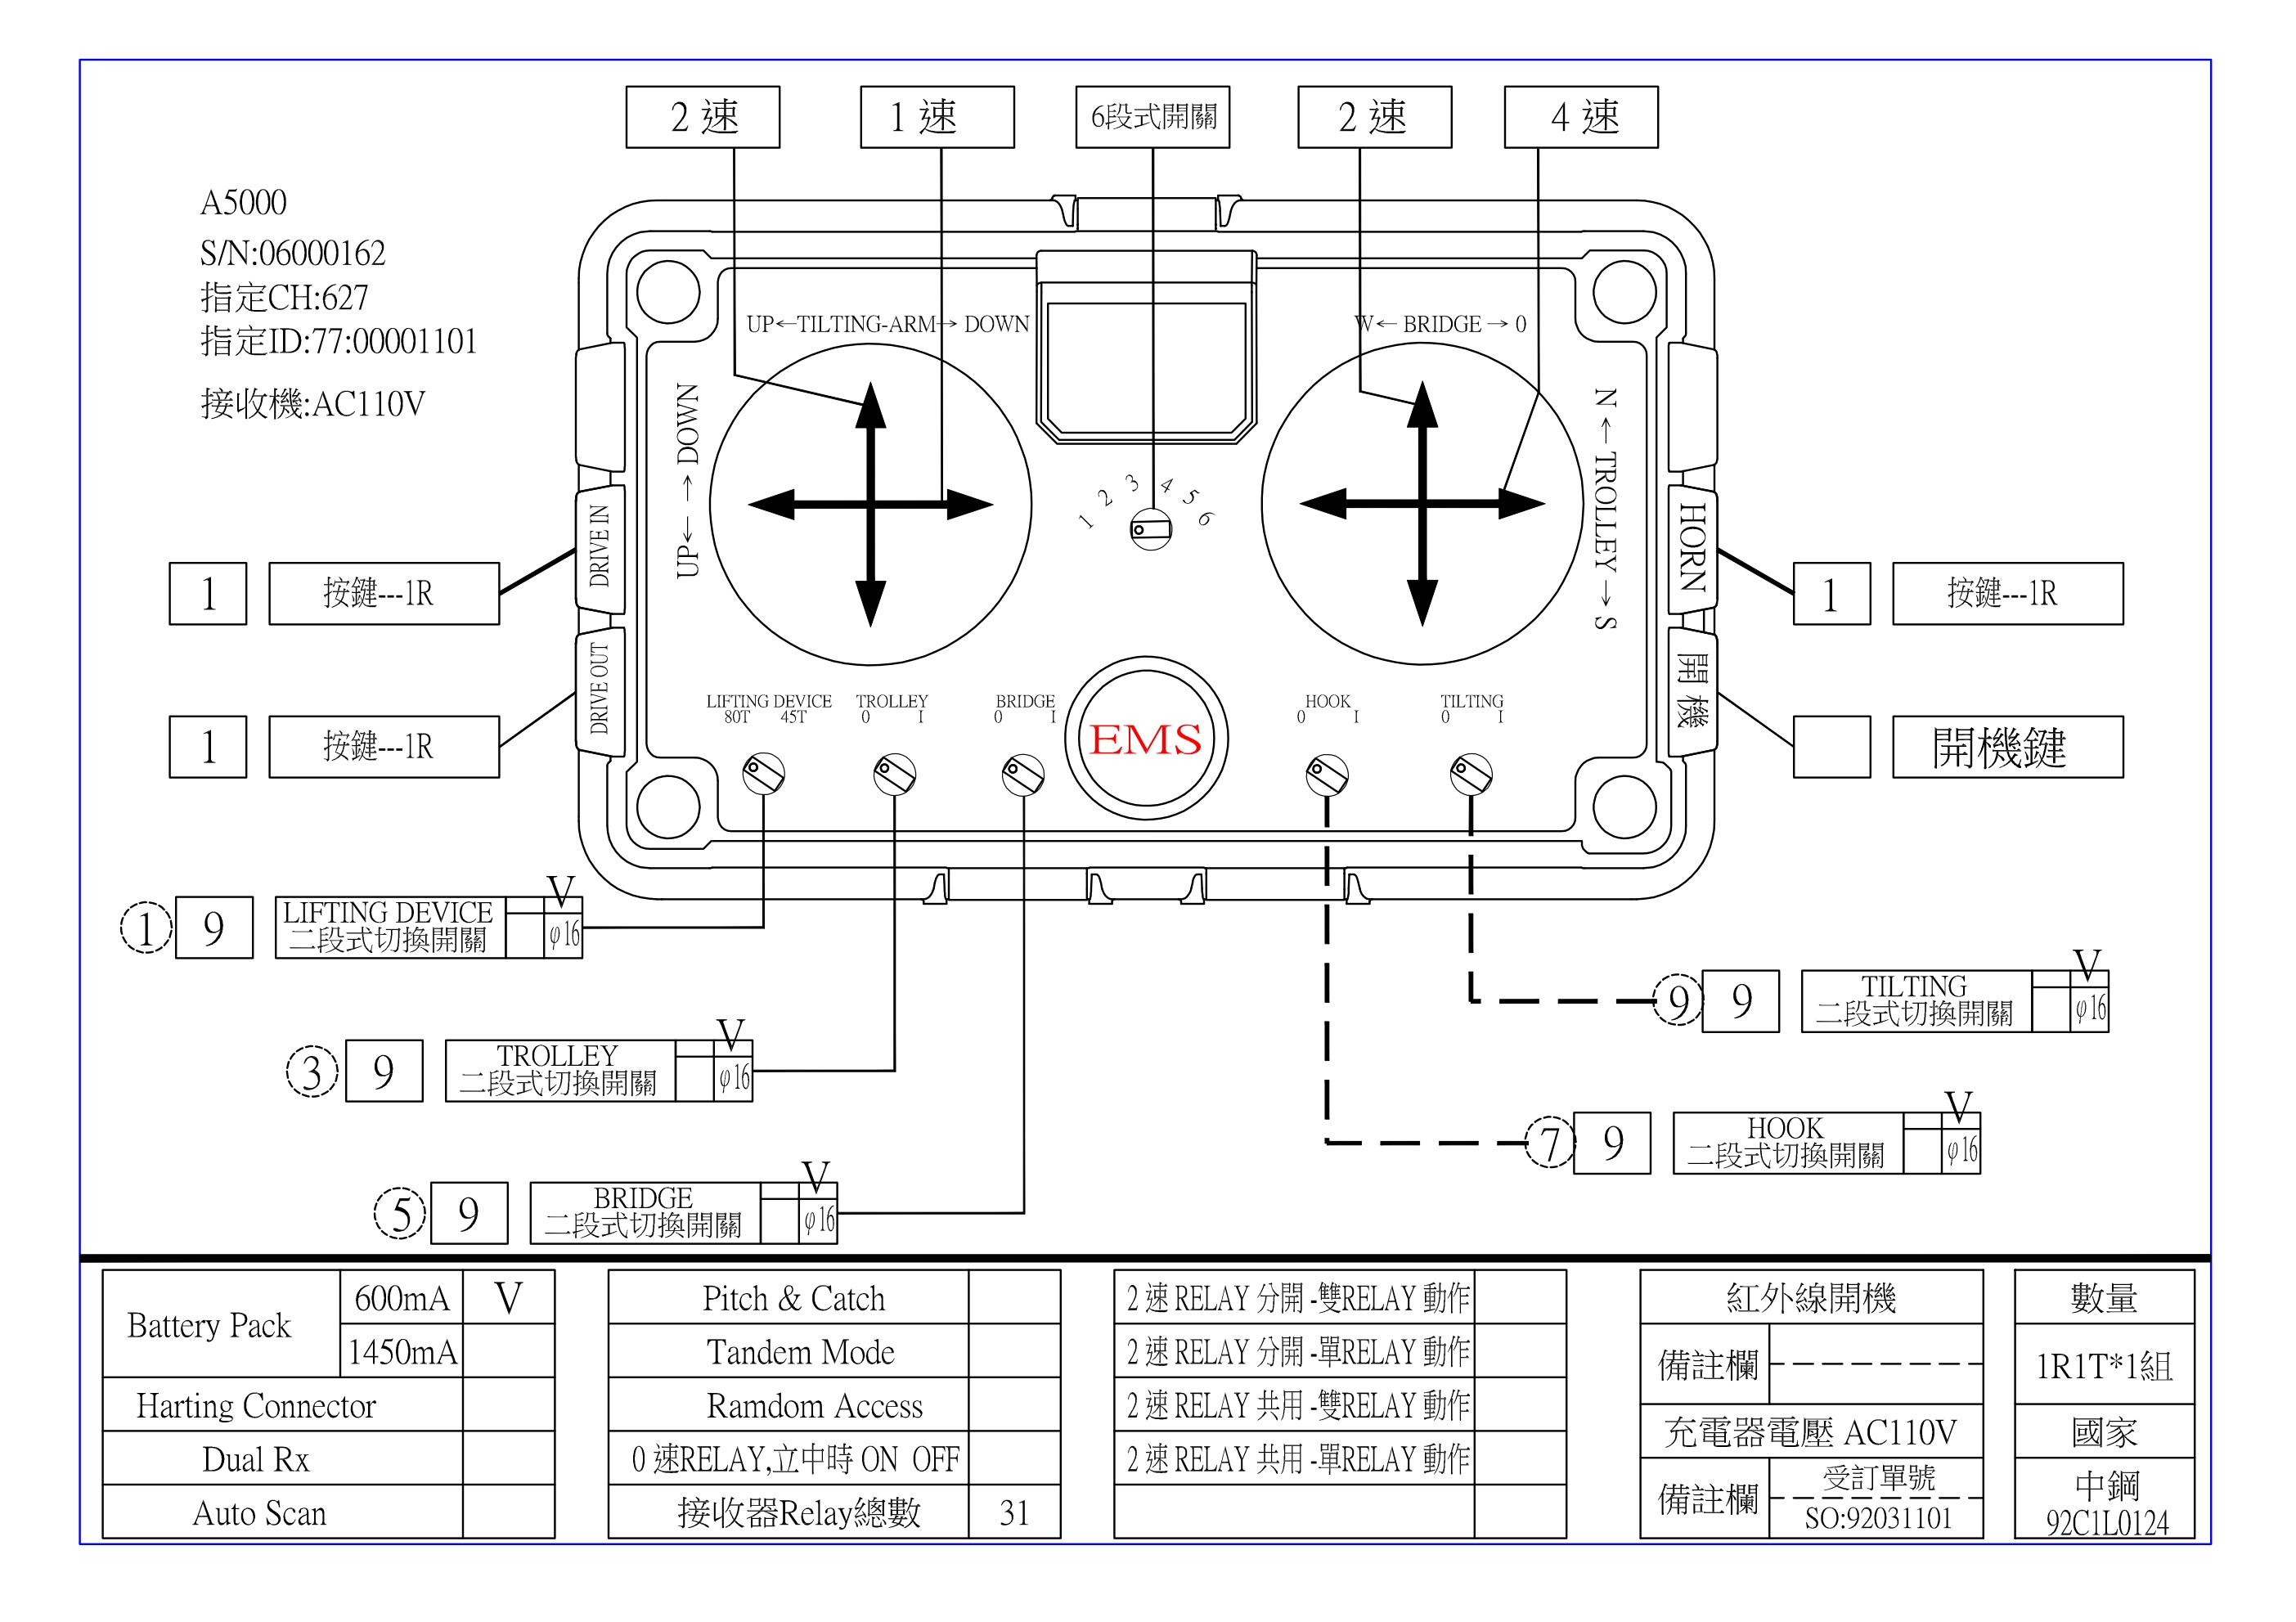 2 速
1 速
6段式開關
2 速
4 速
A5000
S/N:06000162
指定CH:627
指定ID:77:00001101
接收機:AC110V
UP←TILTING-ARM→ DOWN
W← BRIDGE → 0
UP← → DOWN
N ← TROLLEY → S
1 2 3 4 5 6
DRIVE IN
DRIVE OUT
HORN
開 機
1
按鍵---1R
1
按鍵---1R
1
按鍵---1R
開機鍵
LIFTING DEVICE
80T 45T
TROLLEY
0 I
BRIDGE
0 I
EMS
HOOK
0 I
TILTING
0 I
1 9
LIFTING DEVICE
二段式切換開關
V
φ16
9 9
TILTING
二段式切換開關
V
φ16
3 9
TROLLEY
二段式切換開關
V
φ16
7 9
HOOK
二段式切換開關
V
φ16
5 9
BRIDGE
二段式切換開關
V
φ16
Battery Pack
600mA V
1450mA
Harting Connector
Dual Rx
Auto Scan
Pitch & Catch
Tandem Mode
Ramdom Access
0 速RELAY,立中時 ON OFF
接收器Relay總數 31
2 速 RELAY 分開 -雙RELAY 動作
2 速 RELAY 分開 -單RELAY 動作
2 速 RELAY 共用 -雙RELAY 動作
2 速 RELAY 共用 -單RELAY 動作
紅外線開機
備註欄
充電器電壓 AC110V
備註欄
受訂單號
SO:92031101
數量
1R1T*1組
國家
中鋼
92C1L0124